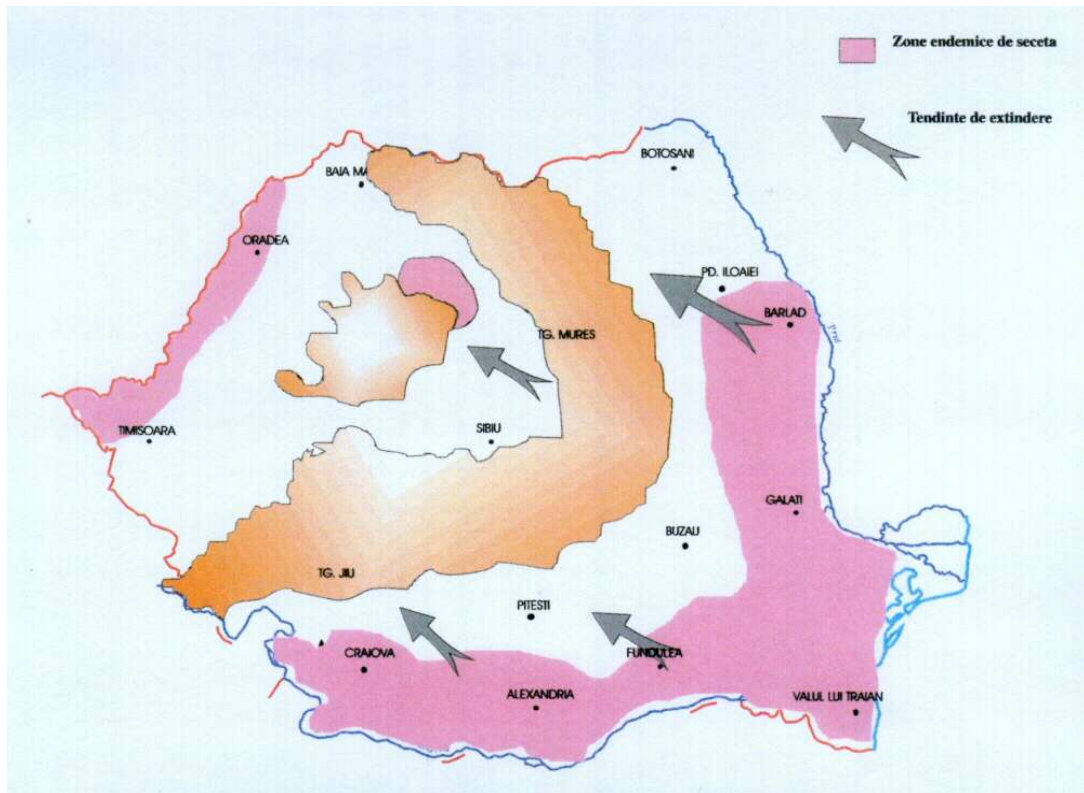 Zone endemice de seceta
Tendinte de extindere
BOTOSANI
BAIA MA
ORADEA
PD. ILOAIEI
BARLAD
Prut
TG. MURES
TIMISOARA
SIBIU
GALATI
BUZAU
TG. JIU
PITESTI
CRAIOVA
FUNDULEA
ALEXANDRIA
VALUL LUI TRAIAN